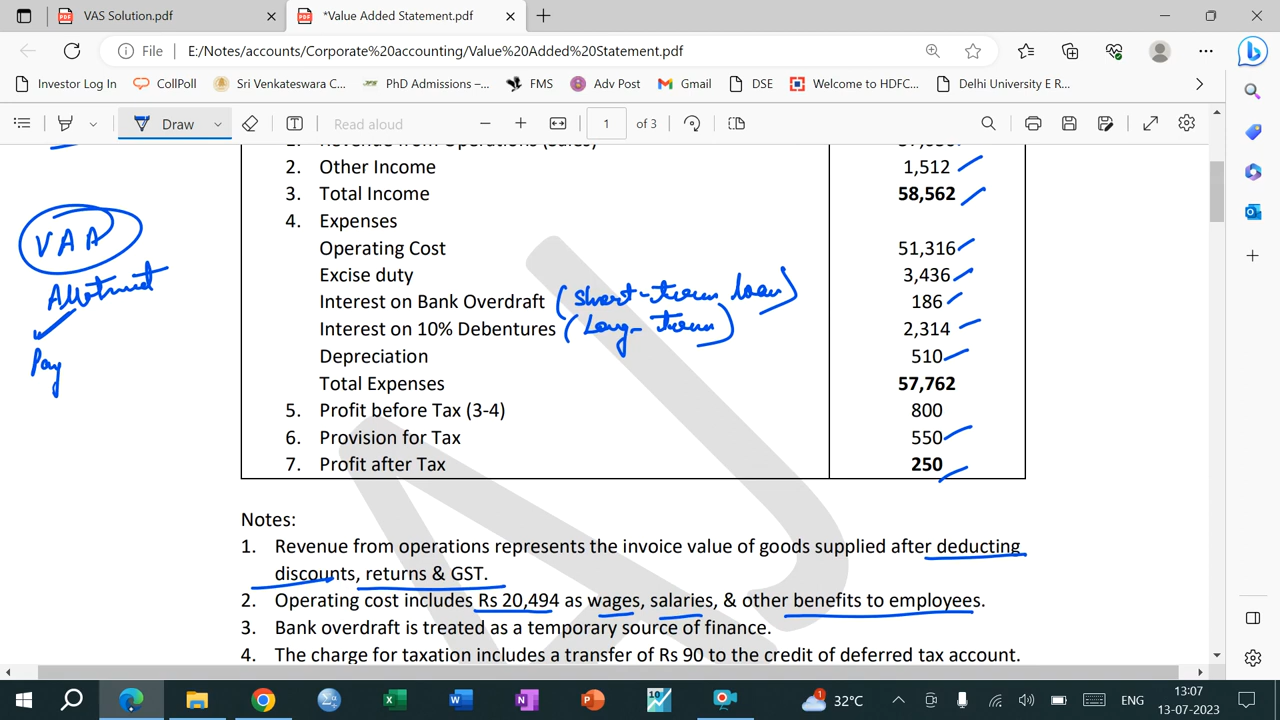 VAS Solution.pdf
*Value Added Statement.pdf
File E:/Notes/accounts/Corporate%20accounting/Value%20Added%20Statement.pdf
Investor Log In CollPoll Sri Venkateswara C... PhD Admissions –... FMS Adv Post Gmail DSE Welcome to HDFC... Delhi University E R...
Draw Read aloud 1 of 3
1. Revenue from Operations (Sales)
2. Other Income 1,512
3. Total Income 58,562
4. Expenses
Operating Cost 51,316
Excise duty 3,436
Interest on Bank Overdraft (Short-term loan) 186
Interest on 10% Debentures (Long-Term) 2,314
Depreciation 510
Total Expenses 57,762
5. Profit before Tax (3-4) 800
6. Provision for Tax 550
7. Profit after Tax 250
VAA
Allotment
Pay
Notes:
1. Revenue from operations represents the invoice value of goods supplied after deducting
discounts, returns & GST.
2. Operating cost includes Rs 20,494 as wages, salaries, & other benefits to employees.
3. Bank overdraft is treated as a temporary source of finance.
4. The charge for taxation includes a transfer of Rs 90 to the credit of deferred tax account.
32°C ENG 13:07
13-07-2023